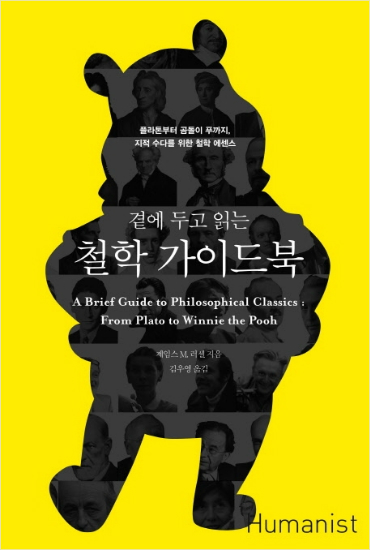 플라톤부터 곰돌이 푸까지,
지적 수다를 위한 철학 에센스
곁에 두고 읽는
철학 가이드북
A Brief Guide to Philosophical Classics :
From Plato to Winnie the Pooh
제임스 M. 러셀 지음
김우영 옮김
Humanist